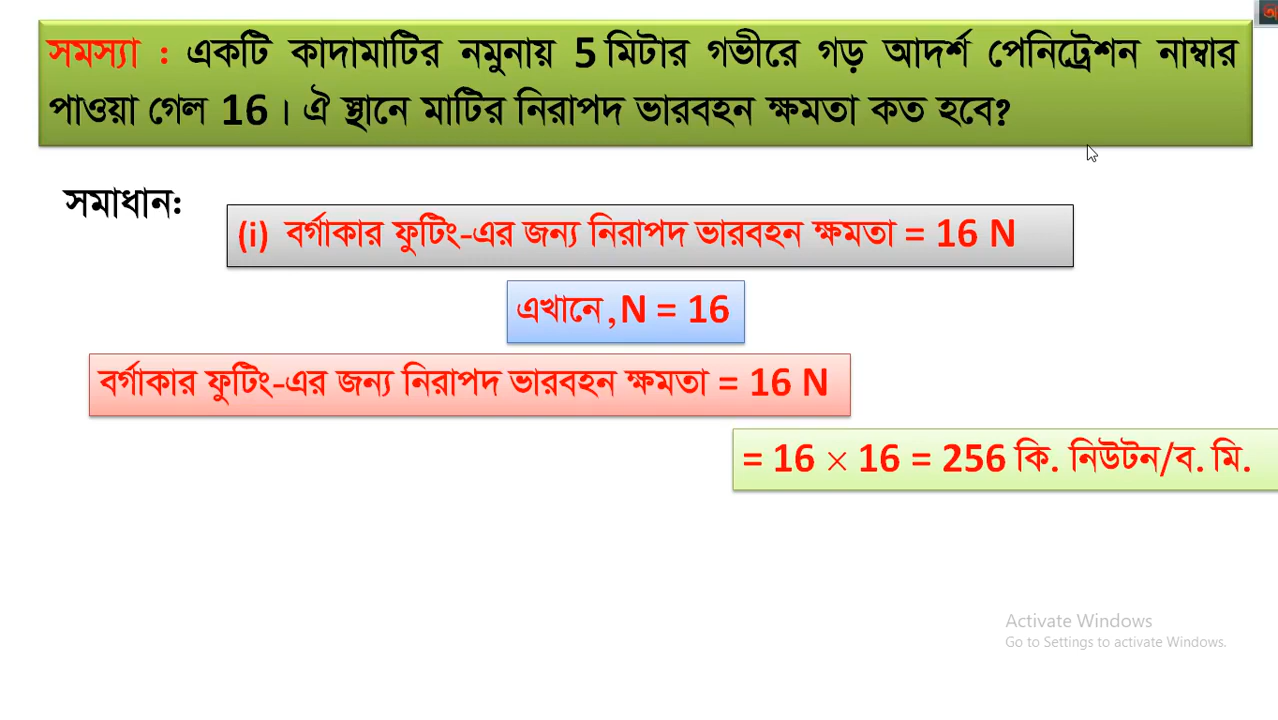 সমস্যা : একটি কাদামাটির নমুনায় 5 মিটার গভীরে গড় আদর্শ পেনিট্রেশন নাম্বার
পাওয়া গেল 16 । ঐ স্থানে মাটির নিরাপদ ভারবহন ক্ষমতা কত হবে?
সমাধান:
(i) বর্গাকার ফুটিং-এর জন্য নিরাপদ ভারবহন ক্ষমতা = 16 N
এখানে, N = 16
বর্গাকার ফুটিং-এর জন্য নিরাপদ ভারবহন ক্ষমতা = 16 N
= 16 × 16 = 256 কি. নিউটন/ব. মি.
Activate Windows
Go to Settings to activate Windows.